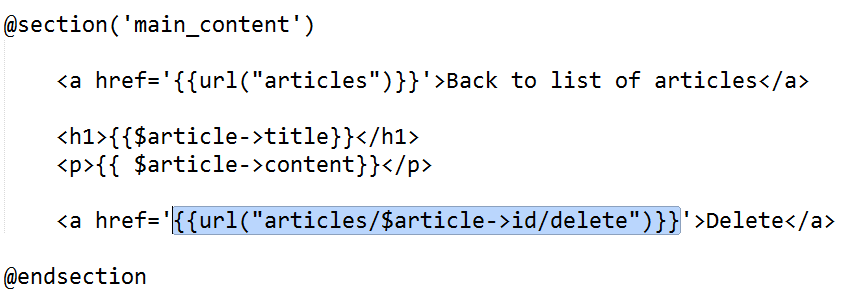 @section('main_content')
<a href='{{url("articles")}}'>Back to list of articles</a>
<h1>{{$article->title}}</h1>
<p>{{ $article->content}}</p>
<a href='{{url("articles/$article->id/delete")}}'>Delete</a>
@endsection